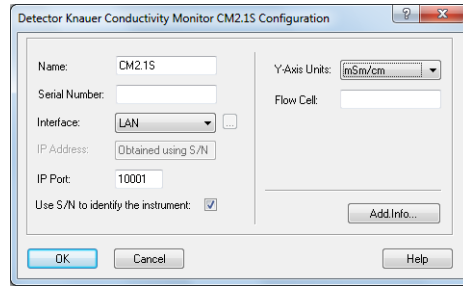 Detector Knauer Conductivity Monitor CM2.1S Configuration
Name: CM2.1S
Serial Number:
Interface: LAN ...
IP Address: Obtained using S/N
IP Port: 10001
Use S/N to identify the instrument:
Y-Axis Units: mSm/cm
Flow Cell:
Add.Info...
OK Cancel Help